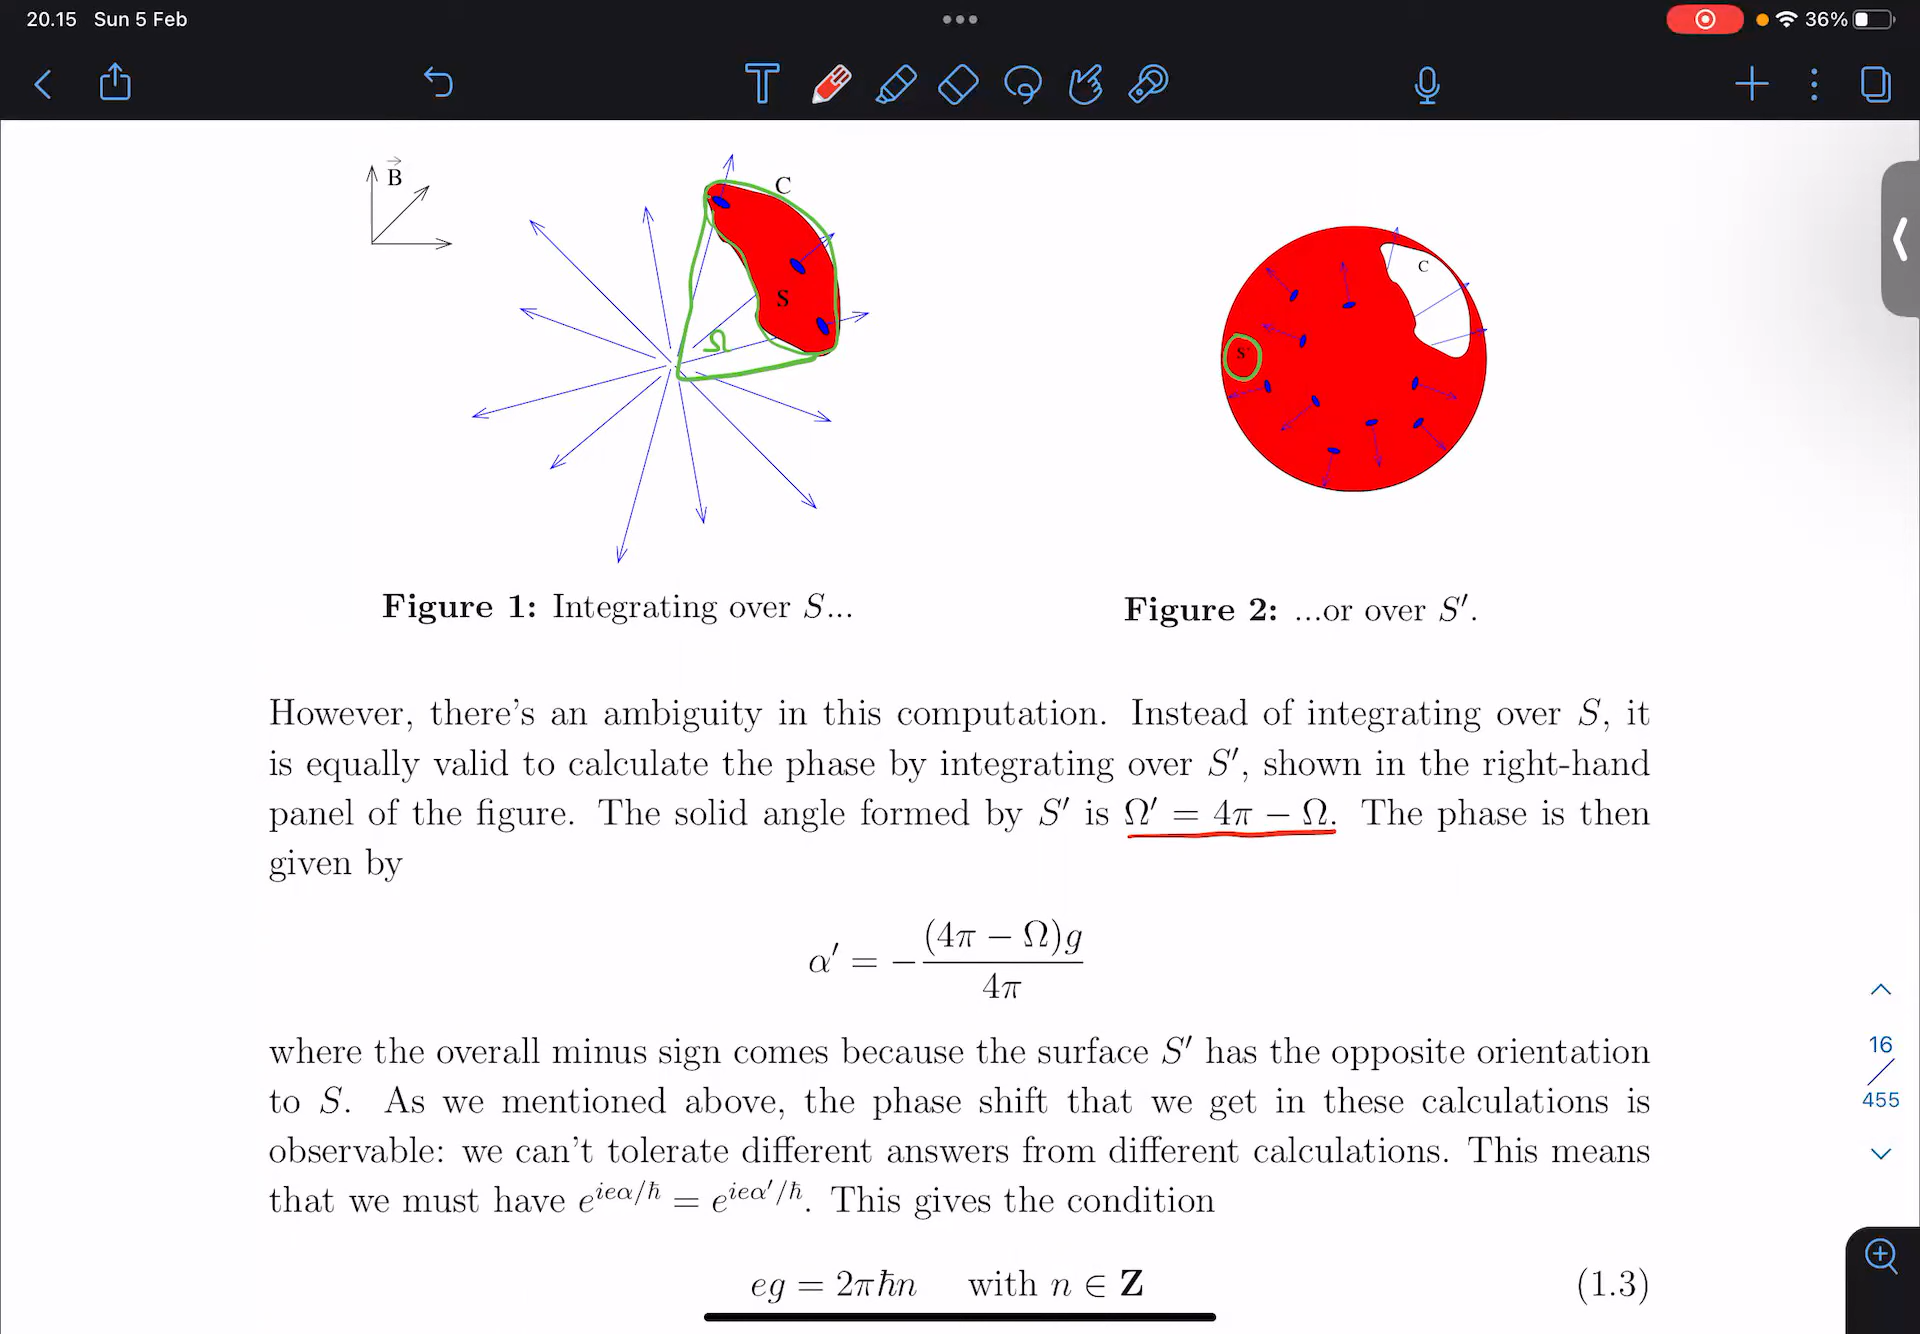 20.15 Sun 5 Feb
36%
B⃗
C
S
Ω
C
S'
Figure 1: Integrating over S...
Figure 2: ...or over S′.
However, there's an ambiguity in this computation. Instead of integrating over S, it
is equally valid to calculate the phase by integrating over S′, shown in the right-hand
panel of the figure. The solid angle formed by S′ is Ω′ = 4π − Ω. The phase is then
given by
α′ = −(4π − Ω)g / 4π
where the overall minus sign comes because the surface S′ has the opposite orientation
to S. As we mentioned above, the phase shift that we get in these calculations is
observable: we can't tolerate different answers from different calculations. This means
that we must have e^{ieα/ħ} = e^{ieα′/ħ}. This gives the condition
eg = 2πħn with n ∈ Z (1.3)
16
/
455